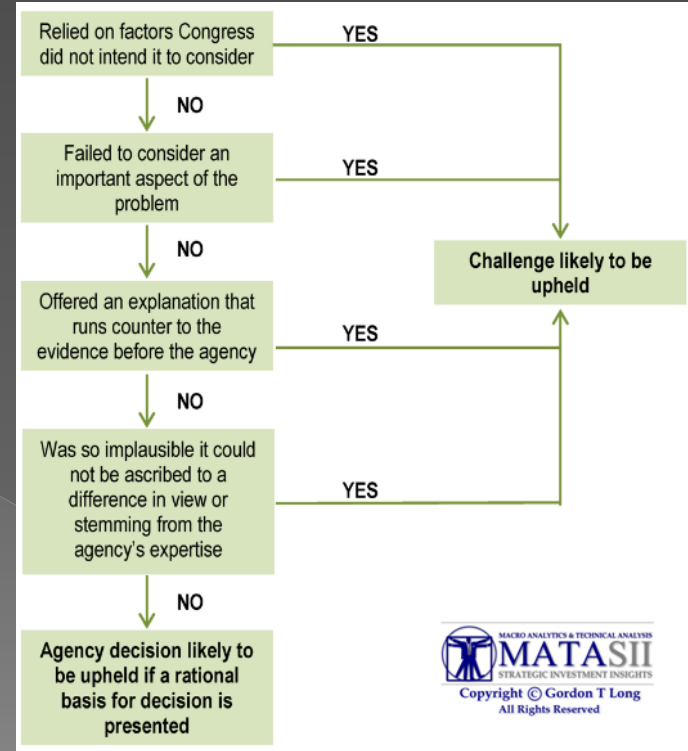 Relied on factors Congress
did not intend it to consider
YES
NO
Failed to consider an
important aspect of the
problem
YES
NO
Challenge likely to be
upheld
Offered an explanation that
runs counter to the
evidence before the agency
YES
NO
Was so implausible it could
not be ascribed to a
difference in view or
stemming from the
agency's expertise
YES
NO
Agency decision likely to
be upheld if a rational
basis for decision is
presented
MACRO ANALYTICS & TECHNICAL ANALYSIS
MATASII
STRATEGIC INVESTMENT INSIGHTS
Copyright © Gordon T Long
All Rights Reserved